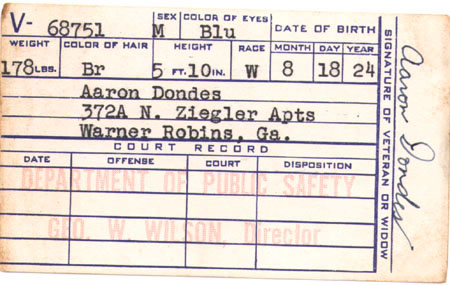 V- 68751 SEX M COLOR OF EYES Blu DATE OF BIRTH
WEIGHT 178 LBS. COLOR OF HAIR Br HEIGHT 5 FT. 10 IN. RACE W MONTH 8 DAY 18 YEAR 24
Aaron Dondes
372A N. Ziegler Apts
Warner Robins, Ga.
COURT RECORD
DATE OFFENSE COURT DISPOSITION
DEPARTMENT OF PUBLIC SAFETY
GEO. W. WILSON, Director
SIGNATURE OF VETERAN OR WIDOW
Aaron Dondes